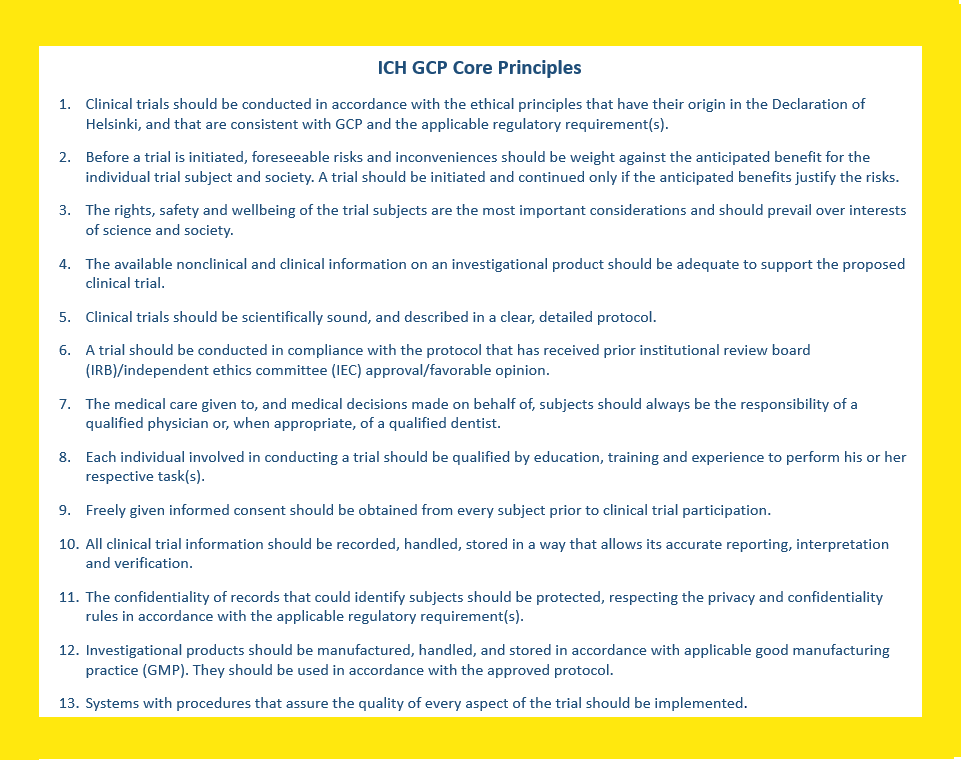 ICH GCP Core Principles
1. Clinical trials should be conducted in accordance with the ethical principles that have their origin in the Declaration of
Helsinki, and that are consistent with GCP and the applicable regulatory requirement(s).
2. Before a trial is initiated, foreseeable risks and inconveniences should be weight against the anticipated benefit for the
individual trial subject and society. A trial should be initiated and continued only if the anticipated benefits justify the risks.
3. The rights, safety and wellbeing of the trial subjects are the most important considerations and should prevail over interests
of science and society.
4. The available nonclinical and clinical information on an investigational product should be adequate to support the proposed
clinical trial.
5. Clinical trials should be scientifically sound, and described in a clear, detailed protocol.
6. A trial should be conducted in compliance with the protocol that has received prior institutional review board
(IRB)/independent ethics committee (IEC) approval/favorable opinion.
7. The medical care given to, and medical decisions made on behalf of, subjects should always be the responsibility of a
qualified physician or, when appropriate, of a qualified dentist.
8. Each individual involved in conducting a trial should be qualified by education, training and experience to perform his or her
respective task(s).
9. Freely given informed consent should be obtained from every subject prior to clinical trial participation.
10. All clinical trial information should be recorded, handled, stored in a way that allows its accurate reporting, interpretation
and verification.
11. The confidentiality of records that could identify subjects should be protected, respecting the privacy and confidentiality
rules in accordance with the applicable regulatory requirement(s).
12. Investigational products should be manufactured, handled, and stored in accordance with applicable good manufacturing
practice (GMP). They should be used in accordance with the approved protocol.
13. Systems with procedures that assure the quality of every aspect of the trial should be implemented.